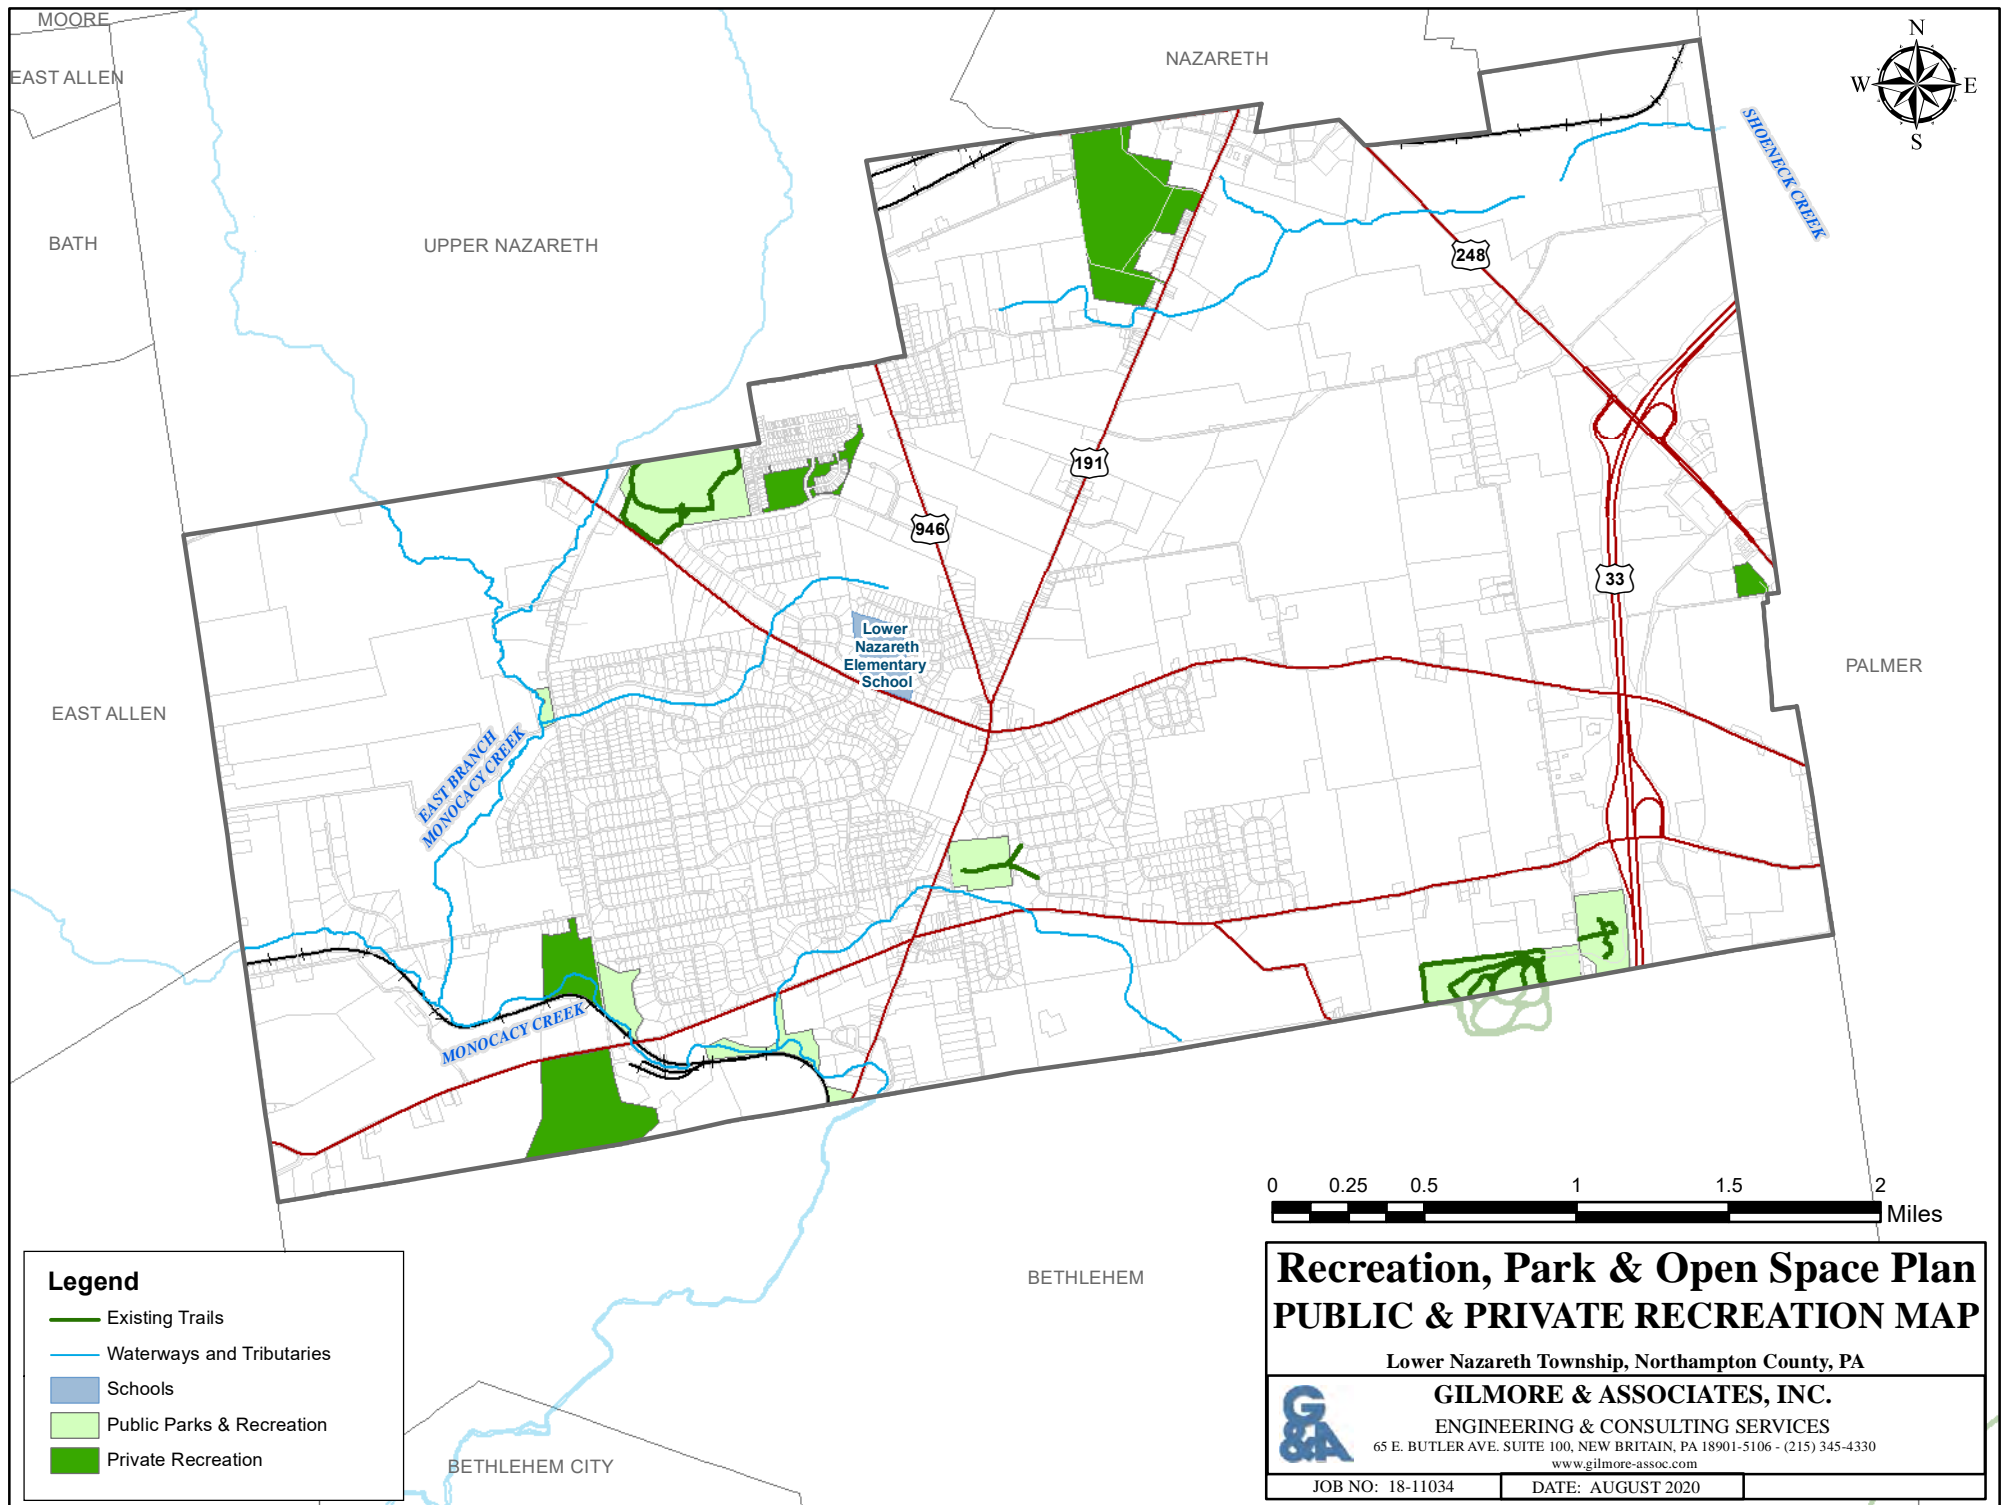 MOORE
EAST ALLEN
NAZARETH
N
W E
S
SHOENECK CREEK
BATH
UPPER NAZARETH
248
191
946
33
Lower
Nazareth
Elementary
School
PALMER
EAST ALLEN
EAST BRANCH
MONOCACY CREEK
MONOCACY CREEK
0 0.25 0.5 1 1.5 2
Miles
BETHLEHEM
BETHLEHEM CITY
Legend
Existing Trails
Waterways and Tributaries
Schools
Public Parks & Recreation
Private Recreation
Recreation, Park & Open Space Plan
PUBLIC & PRIVATE RECREATION MAP
Lower Nazareth Township, Northampton County, PA
G
&A
GILMORE & ASSOCIATES, INC.
ENGINEERING & CONSULTING SERVICES
65 E. BUTLER AVE. SUITE 100, NEW BRITAIN, PA 18901-5106 - (215) 345-4330
www.gilmore-assoc.com
JOB NO: 18-11034
DATE: AUGUST 2020